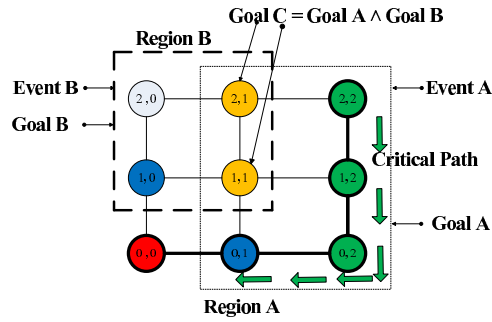 Goal C = Goal A ∧ Goal B
Region B
Event B
Goal B
2,0
2,1
2,2
Event A
Critical Path
1,0
1,1
1,2
Goal A
0,0
0,1
0,2
Region A